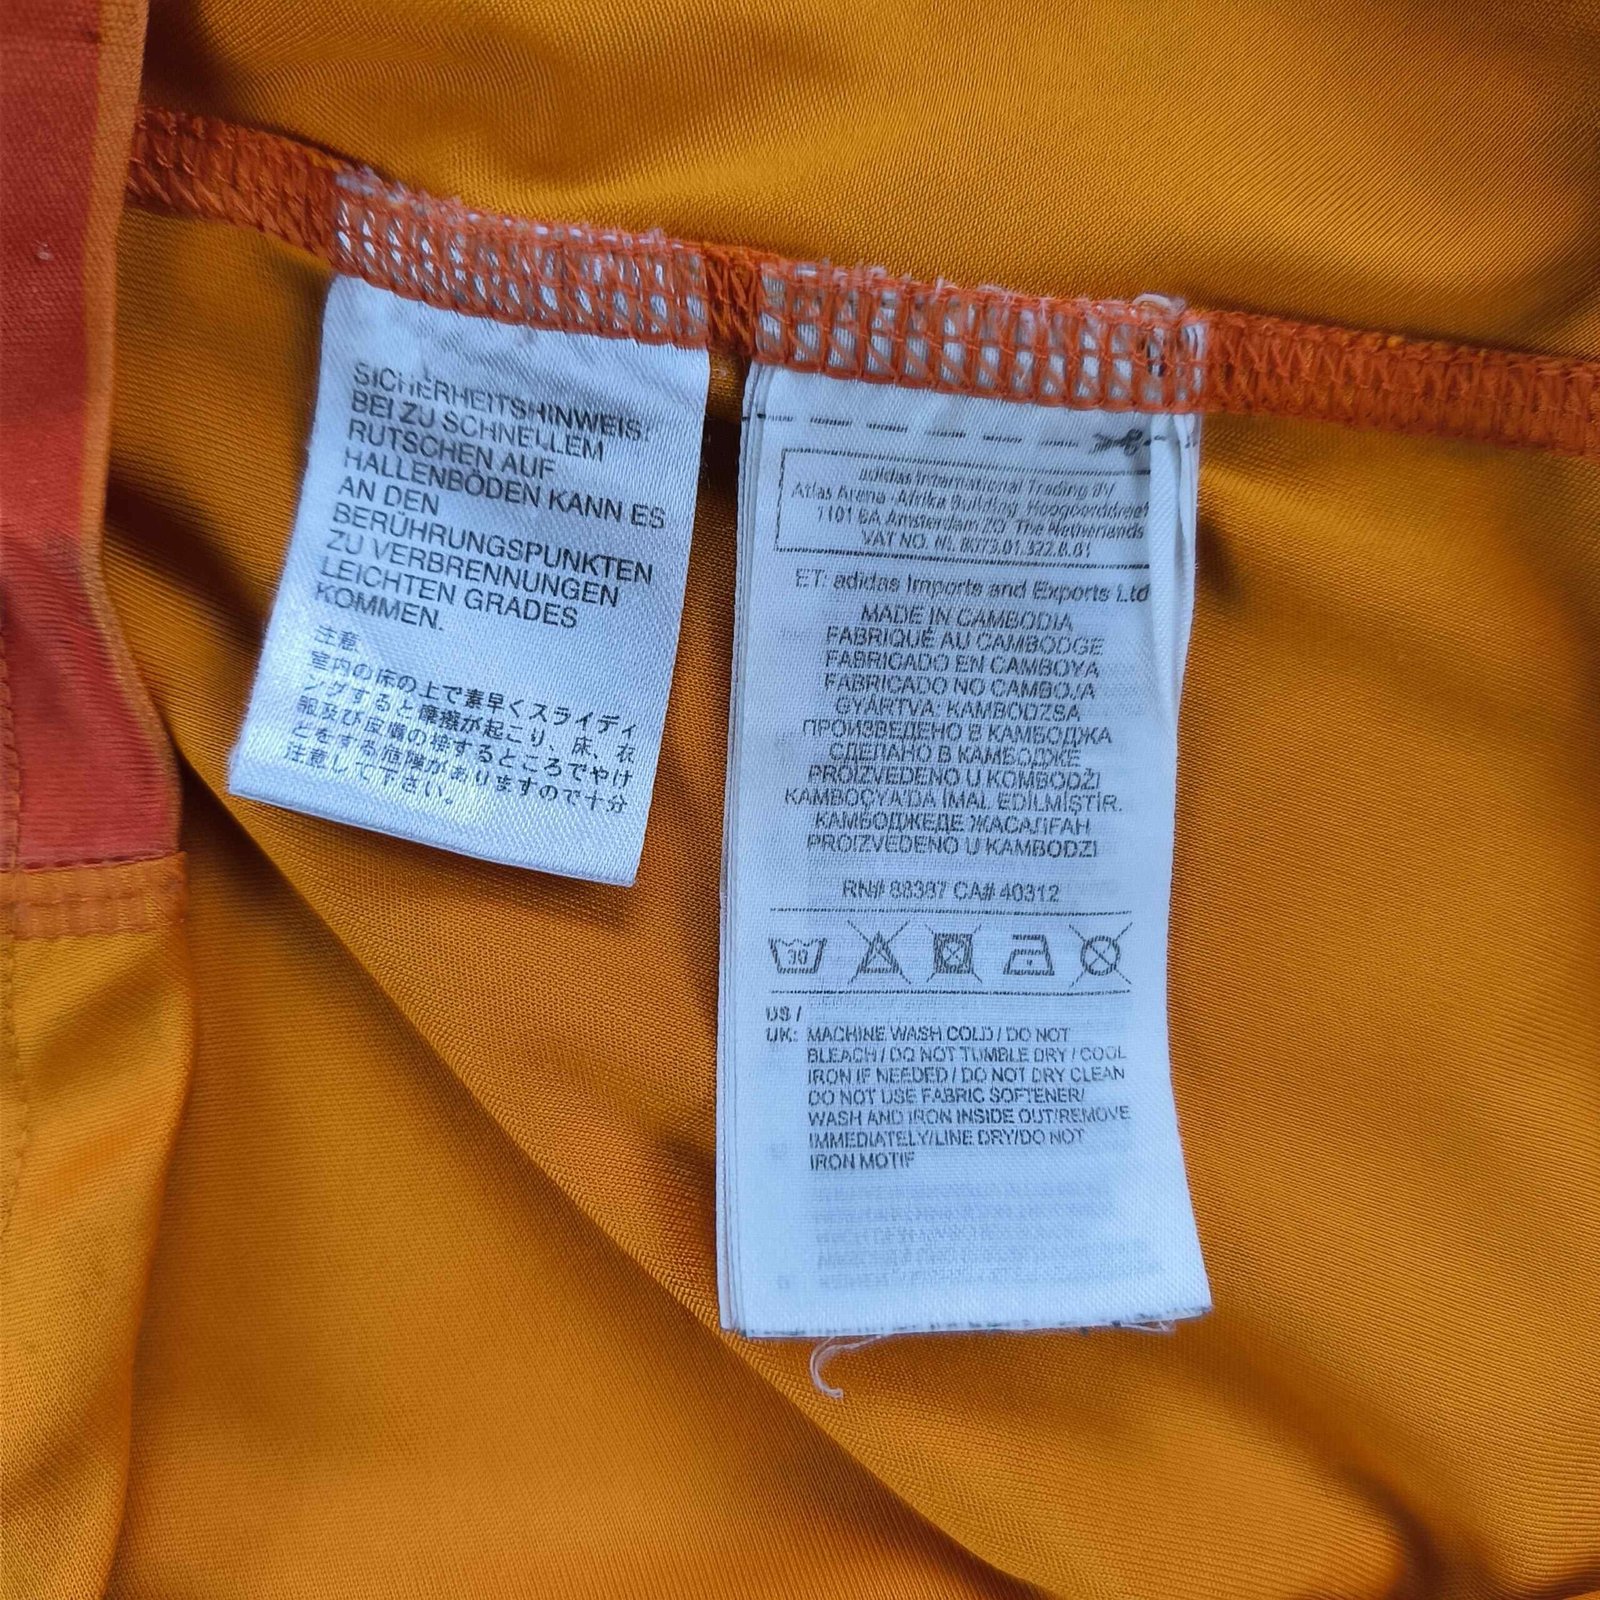 SICHERHEITSHINWEIS:
BEI ZU SCHNELLEM
RUTSCHEN AUF
HALLENBÖDEN KANN ES
AN DEN
BERÜHRUNGSPUNKTEN
ZU VERBRENNUNGEN
LEICHTEN GRADES
KOMMEN.
注意
室内の床の上で素早くスライディ
ングすると摩擦が起こり、床、衣
服及び皮膚の接するところでやけ
どをする危険がありますので十分
注意して下さい。
adidas International Trading BV
Atlas Arena - Afrika Building, Hoogoorddreef
1101 BA Amsterdam ZO, The Netherlands
VAT NO. NL 8073.01.322.B.01
ET: adidas Imports and Exports Ltd
MADE IN CAMBODIA
FABRIQUÉ AU CAMBODGE
FABRICADO EN CAMBOYA
FABRICADO NO CAMBOJA
GYÁRTVA: KAMBODZSA
ПРОИЗВЕДЕНО В КАМБОДЖА
СДЕЛАНО В КАМБОДЖЕ
PROIZVEDENO U KOMBODŽI
KAMBOÇYA'DA İMAL EDİLMİŞTİR.
КАМБОДЖЕДЕ ЖАСАЛҒАН
PROIZVEDENO U KAMBODZI
RN# 88387 CA# 40312
30
US /
UK: MACHINE WASH COLD / DO NOT
BLEACH / DO NOT TUMBLE DRY / COOL
IRON IF NEEDED / DO NOT DRY CLEAN
DO NOT USE FABRIC SOFTENER/
WASH AND IRON INSIDE OUT/REMOVE
IMMEDIATELY/LINE DRY/DO NOT
IRON MOTIF